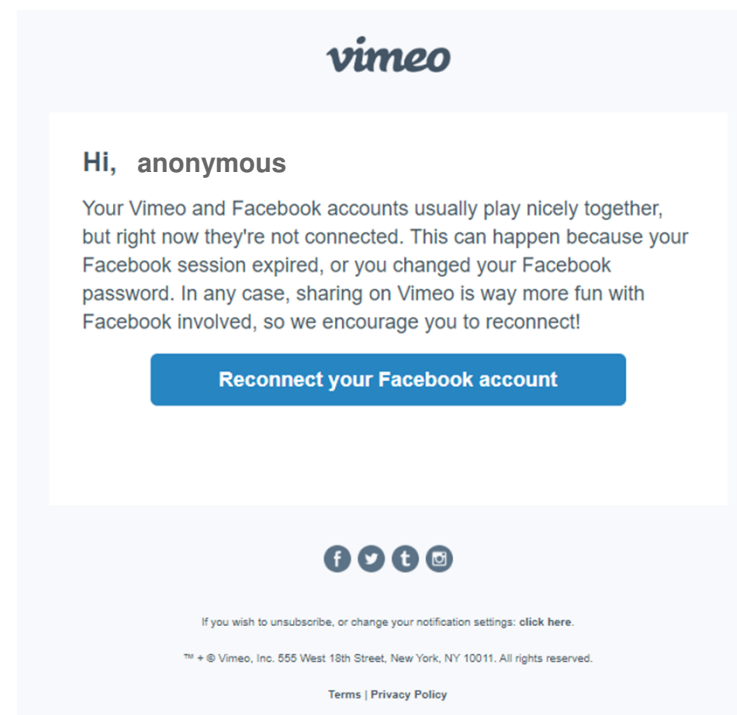 vimeo
Hi, anonymous
Your Vimeo and Facebook accounts usually play nicely together,
but right now they're not connected. This can happen because your
Facebook session expired, or you changed your Facebook
password. In any case, sharing on Vimeo is way more fun with
Facebook involved, so we encourage you to reconnect!
Reconnect your Facebook account
If you wish to unsubscribe, or change your notification settings: click here.
™ + © Vimeo, Inc. 555 West 18th Street, New York, NY 10011. All rights reserved.
Terms | Privacy Policy